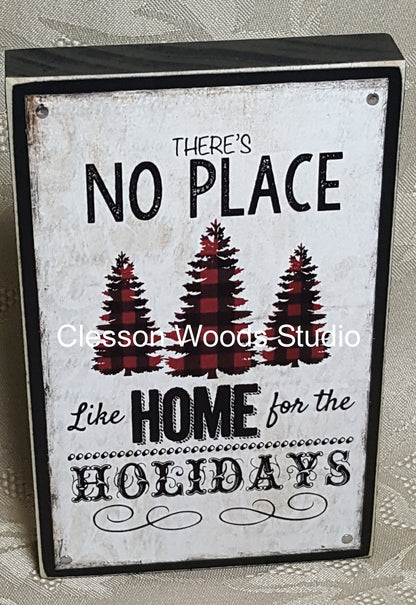 THERE'S
NO PLACE
Clesson Woods Studio
Like HOME for the
HOLIDAYS